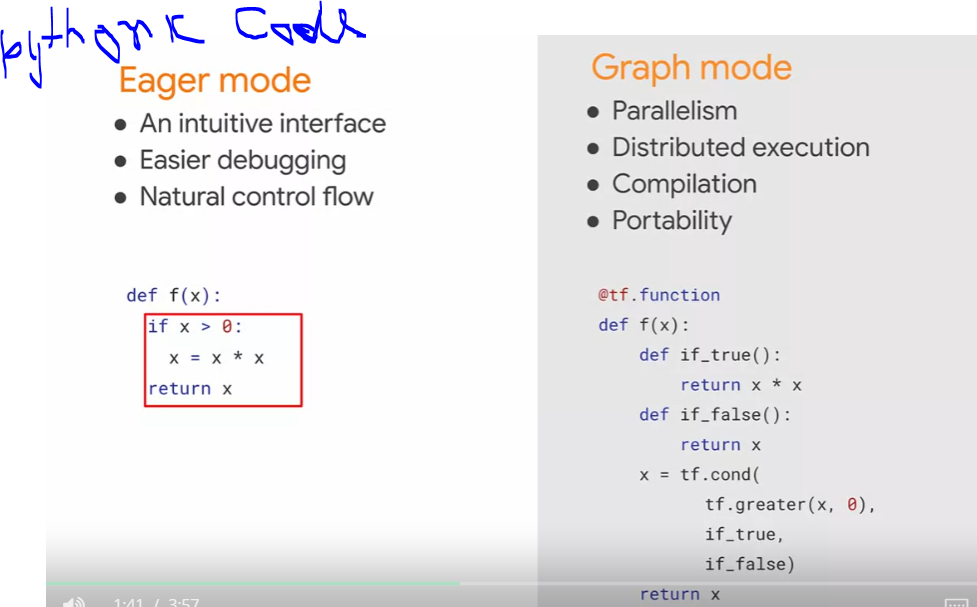 pythonic Code
Eager mode
● An intuitive interface
● Easier debugging
● Natural control flow
def f(x):
if x > 0:
x = x * x
return x
Graph mode
● Parallelism
● Distributed execution
● Compilation
● Portability
@tf.function
def f(x):
def if_true():
return x * x
def if_false():
return x
x = tf.cond(
tf.greater(x, 0),
if_true,
if_false)
return x
1:41 / 3:57